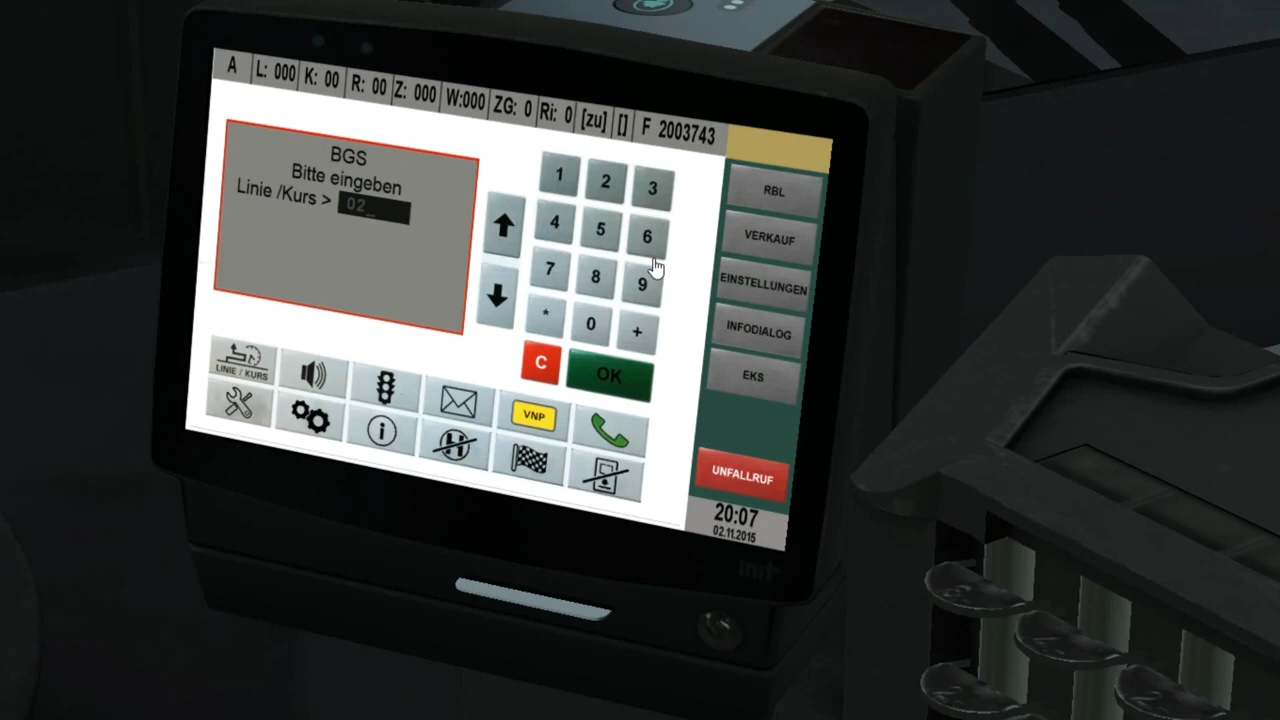 A L: 000 K: 00 R: 00 Z: 000 W:000 ZG: 0 Ri: 0 [zu] [] F 2003743
BGS
Bitte eingeben
Linie /Kurs > 02_
1 2 3
4 5 6
7 8 9
* 0 +
C OK
RBL
VERKAUF
EINSTELLUNGEN
INFODIALOG
EKS
UNFALLRUF
20:07
02.11.2015
LINIE / KURS
VNP
H
init